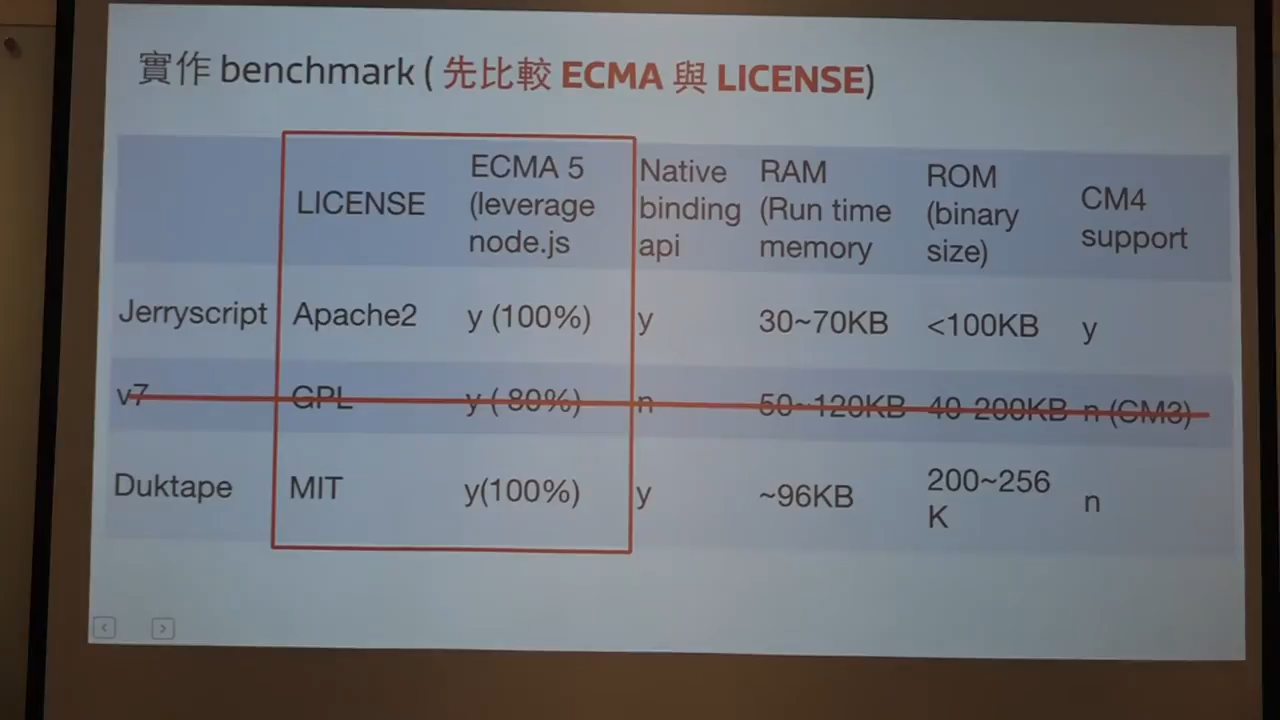 實作 benchmark ( 先比較 ECMA 與 LICENSE)
LICENSE
ECMA 5
(leverage
node.js
Native
binding
api
RAM
(Run time
memory
ROM
(binary
size)
CM4
support
Jerryscript Apache2 y (100%) y 30~70KB <100KB y
v7 GPL y ( 80%) n 50~120KB 40-200KB n (CM3)
Duktape MIT y(100%) y ~96KB 200~256
K
n